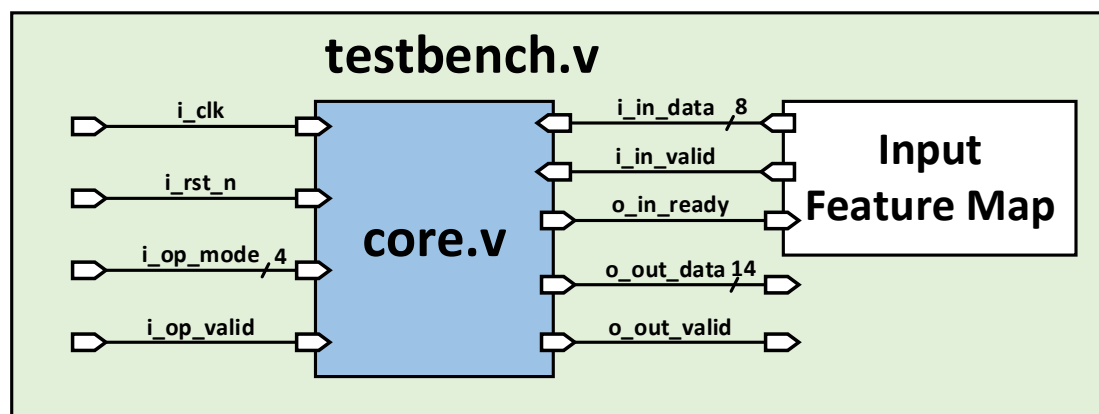 testbench.v
i_clk
i_rst_n
i_op_mode 4
i_op_valid
core.v
i_in_data 8
i_in_valid
o_in_ready
o_out_data 14
o_out_valid
Input
Feature Map